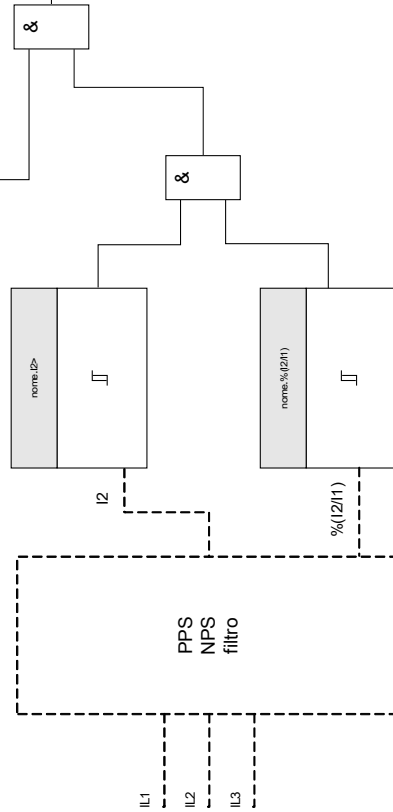 &
&
nome.I2>
nome.%(I2/I1)
I2
%(I2/I1)
PPS
NPS
filtro
IL1
IL2
IL3